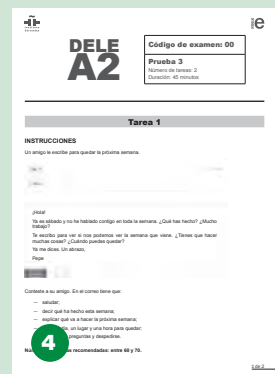 Instituto
Cervantes
DELE
A2
Código de examen: 00
Prueba 3
Número de tareas: 2
Duración: 45 minutos
Tarea 1
INSTRUCCIONES
Un amigo le escribe para quedar la próxima semana.
¡Hola!
Ya es sábado y no he hablado contigo en toda la semana. ¿Qué has hecho? ¿Mucho
trabajo?
Te escribo para ver si nos podemos ver la semana que viene. ¿Tienes que hacer
muchas cosas? ¿Cuándo puedes quedar?
Ya me dices. Un abrazo,
Pepe
Conteste a su amigo. En el correo tiene que:
— saludar;
— decir qué ha hecho esta semana;
— explicar qué va a hacer la próxima semana;
un lugar y una hora para quedar;
preguntas y despedirse.
4
recomendadas: entre 60 y 70.
1 de 2